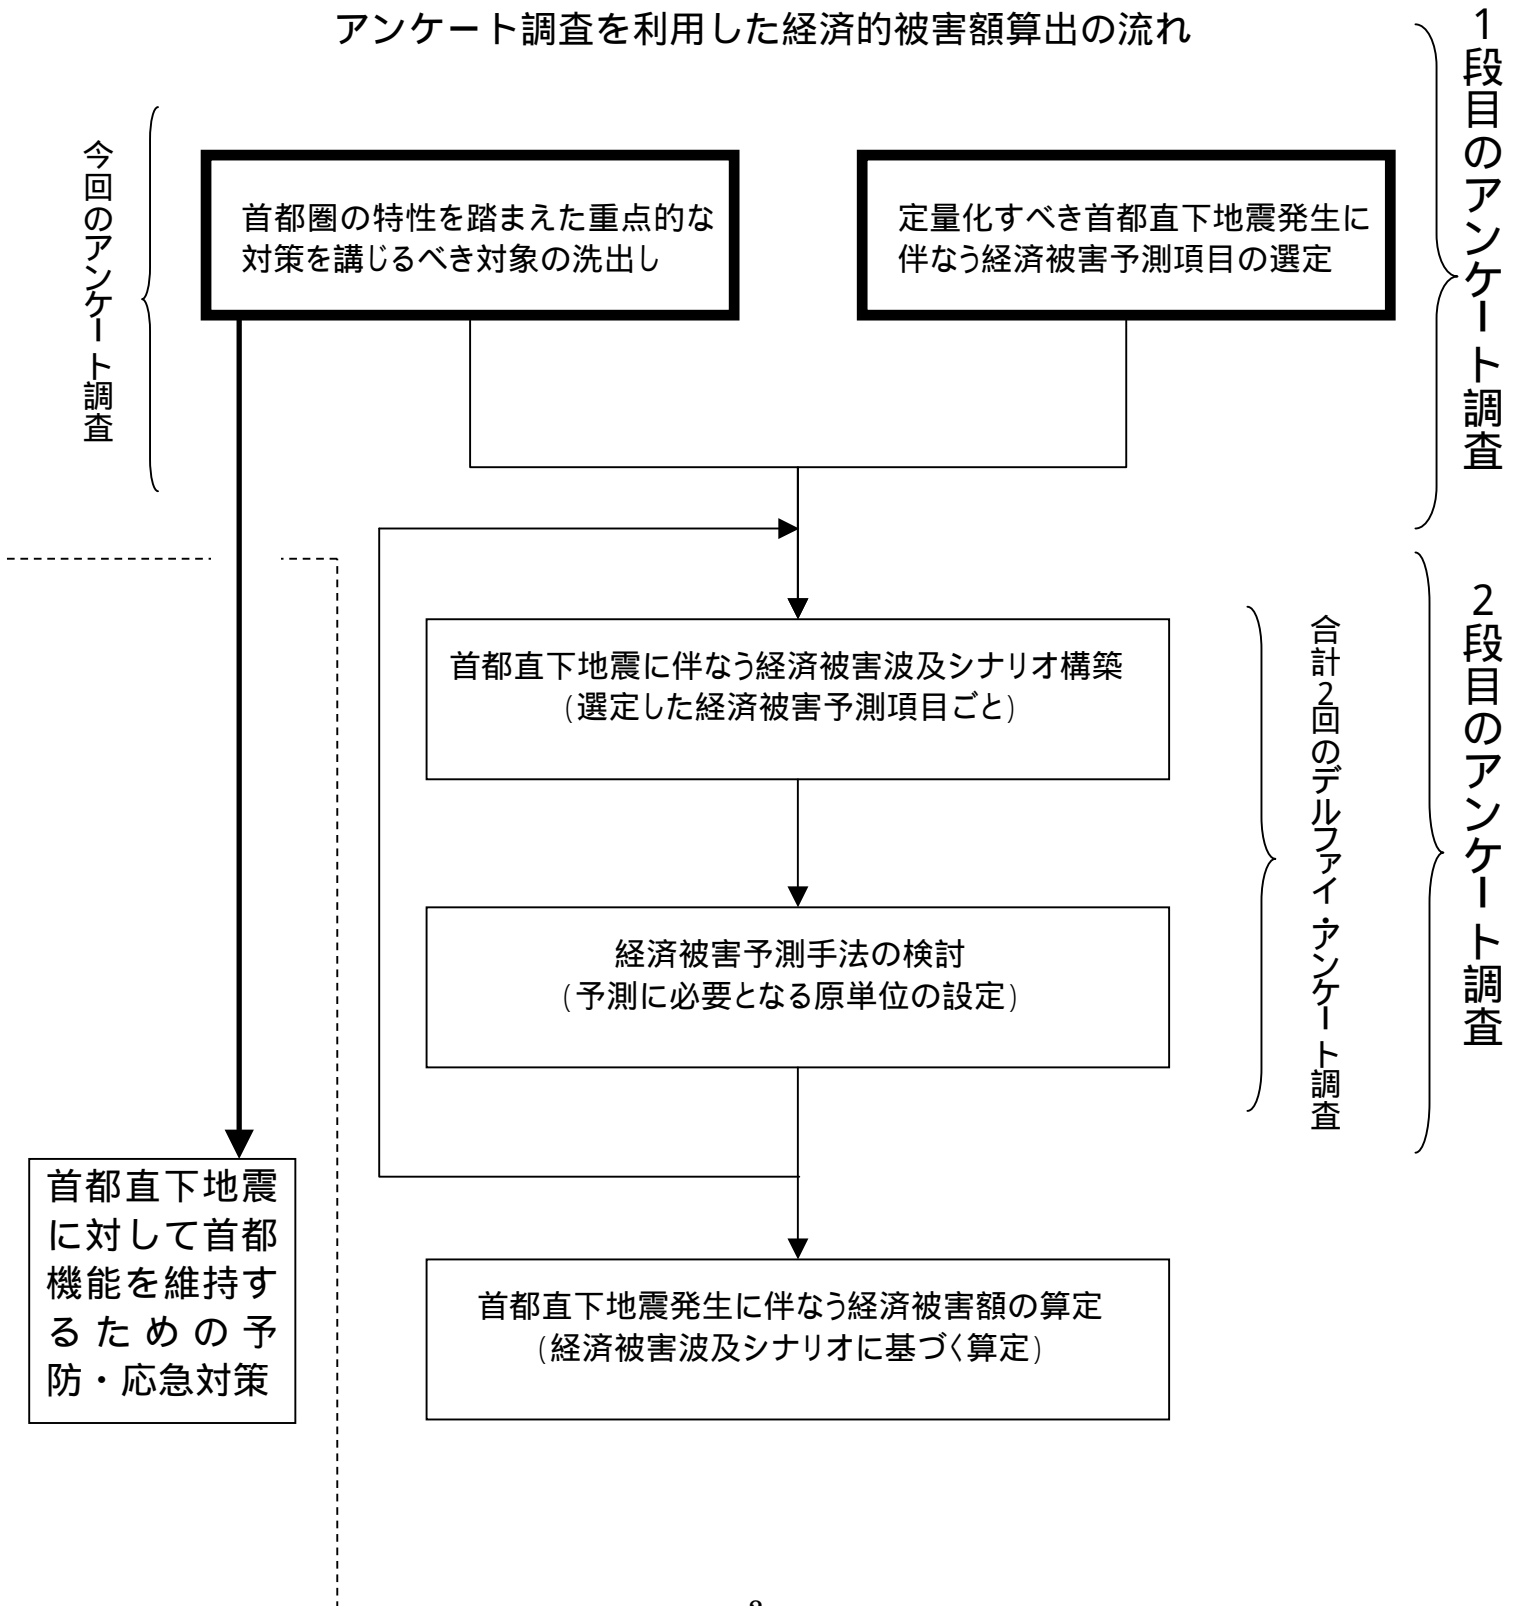 アンケート調査を利用した経済的被害額算出の流れ
1段目のアンケート調査
今回のアンケート調査
首都圏の特性を踏まえた重点的な
対策を講じるべき対象の洗出し
定量化すべき首都直下地震発生に
伴なう経済被害予測項目の選定
2段目のアンケート調査
合計2回のデルファイ・アンケート調査
首都直下地震に伴なう経済被害波及シナリオ構築
(選定した経済被害予測項目ごと)
経済被害予測手法の検討
(予測に必要となる原単位の設定)
首都直下地震
に対して首都
機能を維持す
るための予
防・応急対策
首都直下地震発生に伴なう経済被害額の算定
(経済被害波及シナリオに基づく算定)